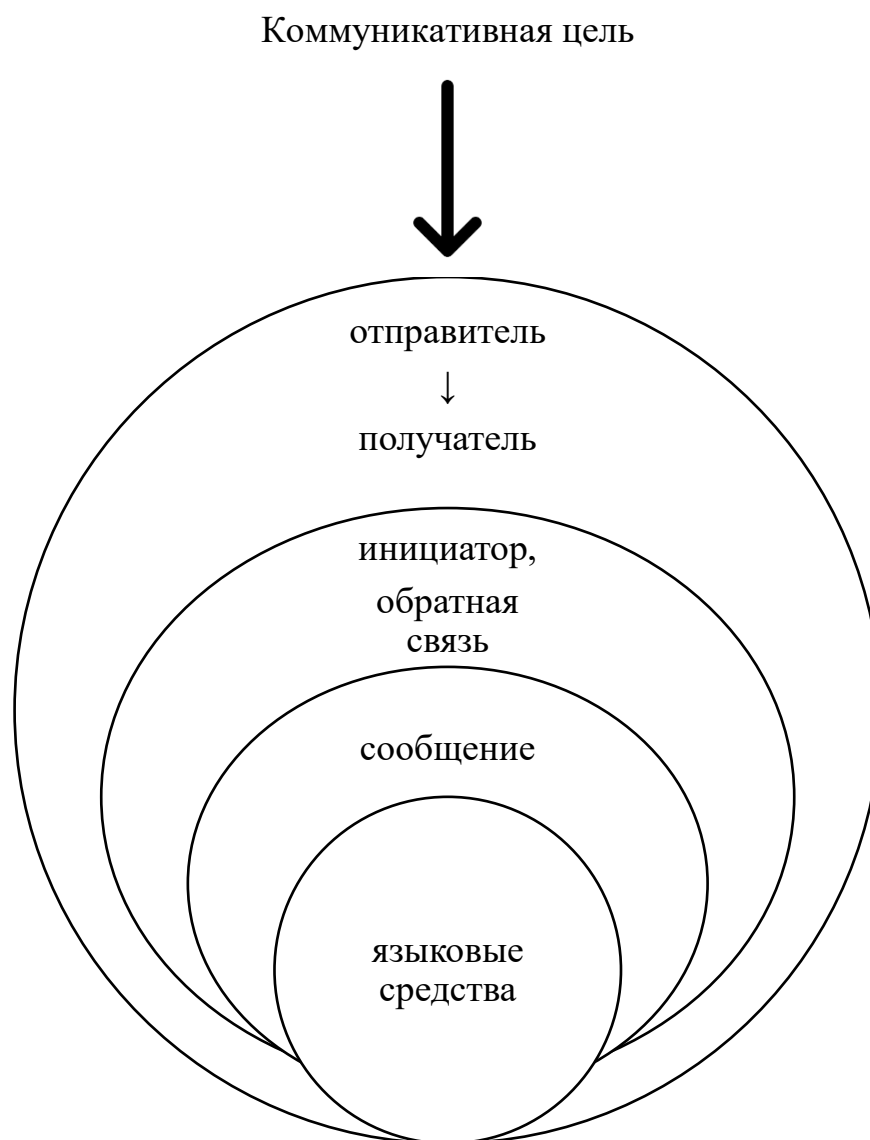 Коммуникативная цель
отправитель
↓
получатель
инициатор,
обратная
связь
сообщение
языковые
средства